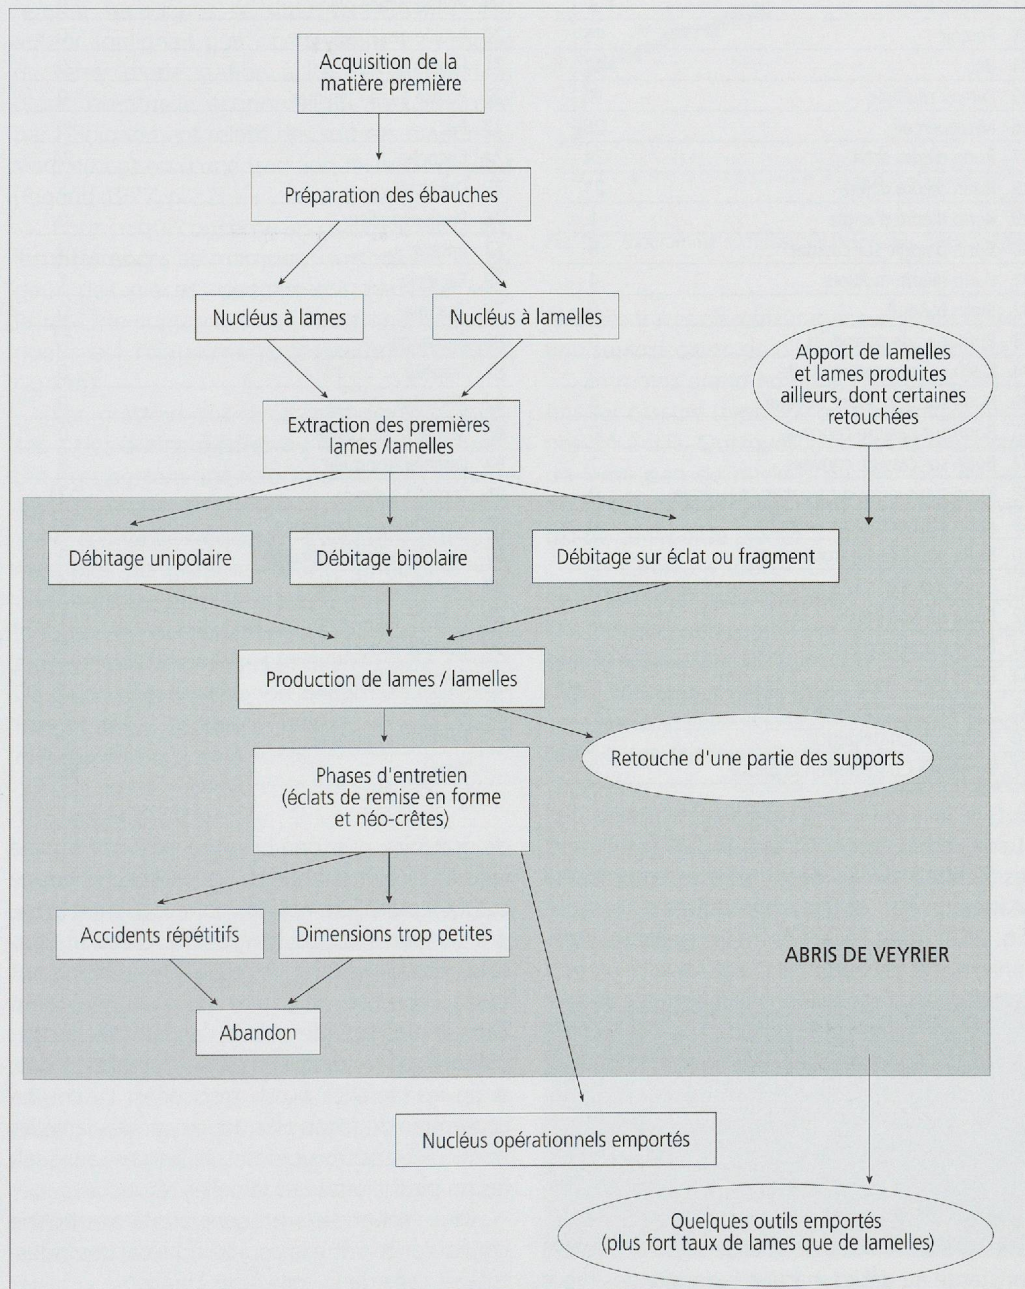 Acquisition de la
matière première
Préparation des ébauches
Nucléus à lames
Nucléus à lamelles
Apport de lamelles
et lames produites
ailleurs, dont certaines
retouchées
Extraction des premières
lames /lamelles
Débitage unipolaire
Débitage bipolaire
Débitage sur éclat ou fragment
Production de lames / lamelles
Retouche d'une partie des supports
Phases d'entretien
(éclats de remise en forme
et néo-crêtes)
Accidents répétitifs
Dimensions trop petites
ABRIS DE VEYRIER
Abandon
Nucléus opérationnels emportés
Quelques outils emportés
(plus fort taux de lames que de lamelles)